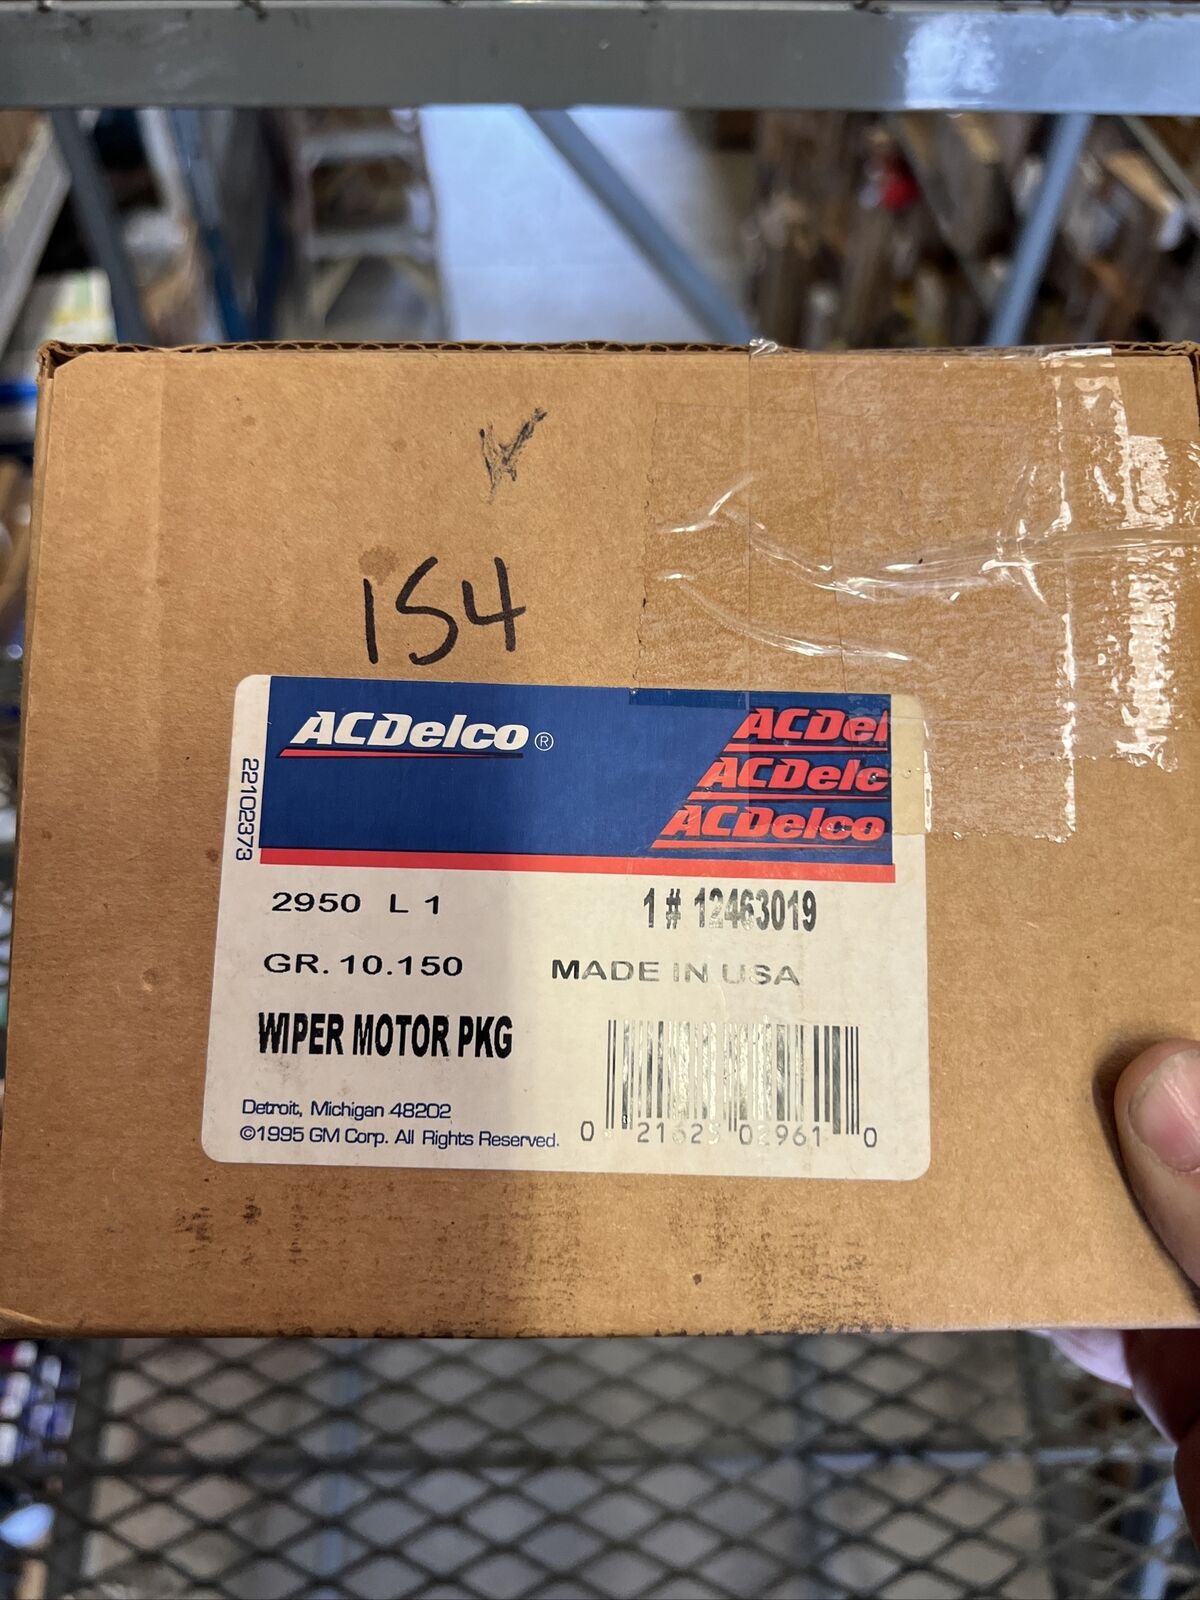 154
ACDelco®
ACDel
ACDelc
ACDelco
22102373
2950 L 1
1# 12463019
GR. 10.150
MADE IN USA
WIPER MOTOR PKG
Detroit, Michigan 48202
©1995 GM Corp. All Rights Reserved.
0 21625 02961 0